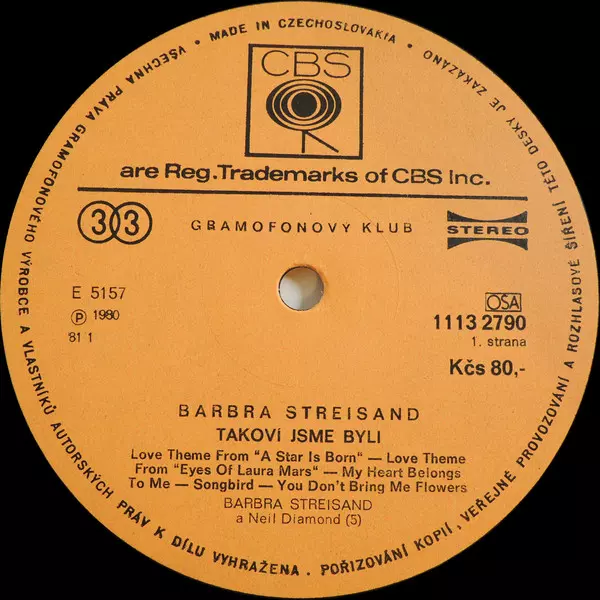 VŠECHNA PRÁVA GRAMOFONOVÉHO VÝROBCE A VLASTNÍKŮ AUTORSKÝCH PRÁV K DÍLU VYHRAŽENA. POŘIZOVÁNÍ KOPIÍ, VEŘEJNÉ PROVOZOVÁNÍ A ROZHLASOVÉ ŠÍŘENÍ TÉTO DESKY JE ZAKÁZÁNO • MADE IN CZECHOSLOVAKIA •
CBS
are Reg. Trademarks of CBS Inc.
33 GRAMOFONOVÝ KLUB STEREO
E 5157 OSA
℗ 1980 1113 2790
81 1 1. strana
Kčs 80,-
BARBRA STREISAND
TAKOVÍ JSME BYLI
Love Theme From "A Star Is Born" — Love Theme
From "Eyes Of Laura Mars" — My Heart Belongs
To Me — Songbird — You Don't Bring Me Flowers
BARBRA STREISAND
a Neil Diamond (5)